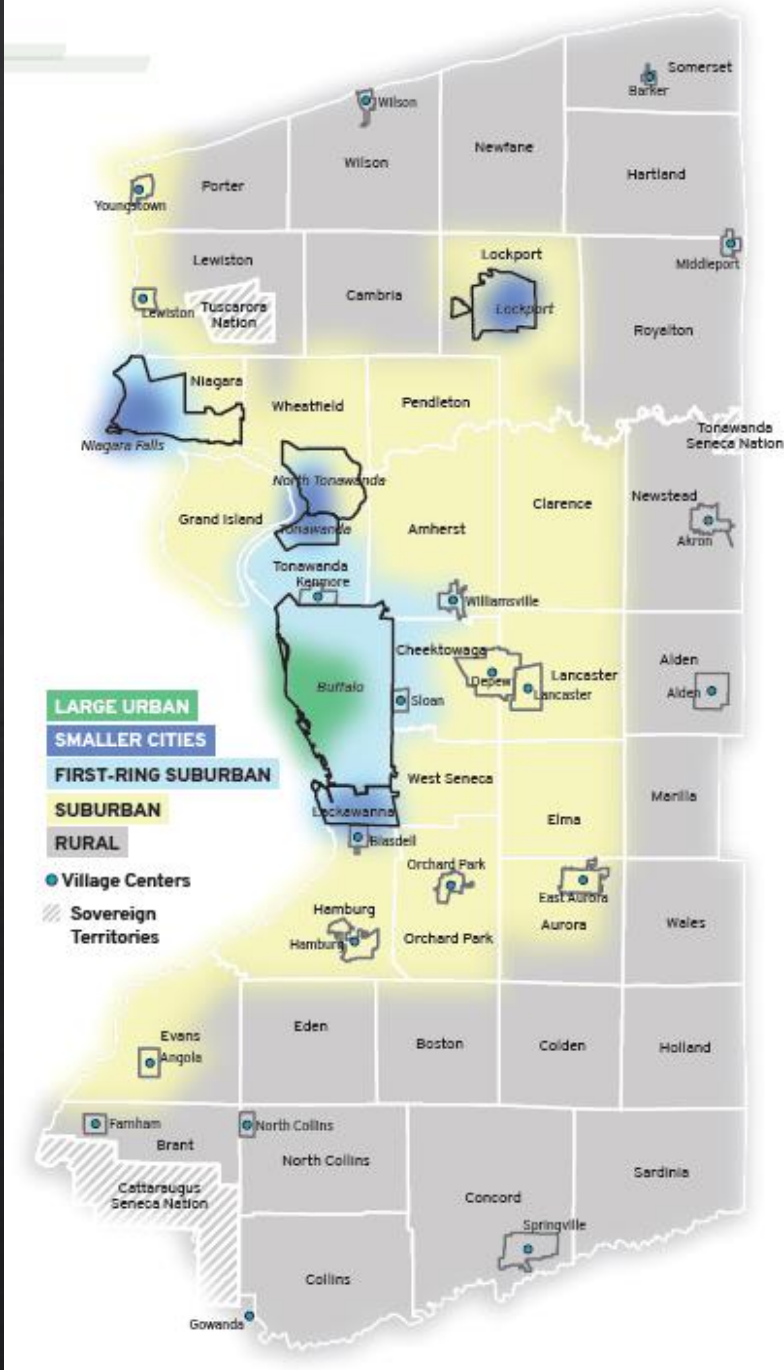 Somerset
Barker
Wilson
Newfane
Wilson
Hartland
Porter
Youngstown
Lewiston
Lockport
Middleport
Cambria
Lewiston
Tuscarora
Nation
Lockport
Royalton
Niagara
Wheatfield
Pendleton
Niagara Falls
Tonawanda
Seneca Nation
North Tonawanda
Clarence
Newstead
Grand Island
Tonawanda
Amherst
Akron
Tonawanda
Kenmore
Williamsville
Cheektowaga
Alden
Buffalo
Depew
Lancaster
Lancaster
Alden
Sloan
LARGE URBAN
SMALLER CITIES
FIRST-RING SUBURBAN
SUBURBAN
RURAL
Village Centers
Sovereign
Territories
West Seneca
Marilla
Lackawanna
Elma
Blasdell
Orchard Park
East Aurora
Hamburg
Aurora
Wales
Hamburg
Orchard Park
Eden
Evans
Boston
Colden
Holland
Angola
Farnham
North Collins
Brant
North Collins
Sardinia
Cattaraugus
Seneca Nation
Concord
Springville
Collins
Gowanda